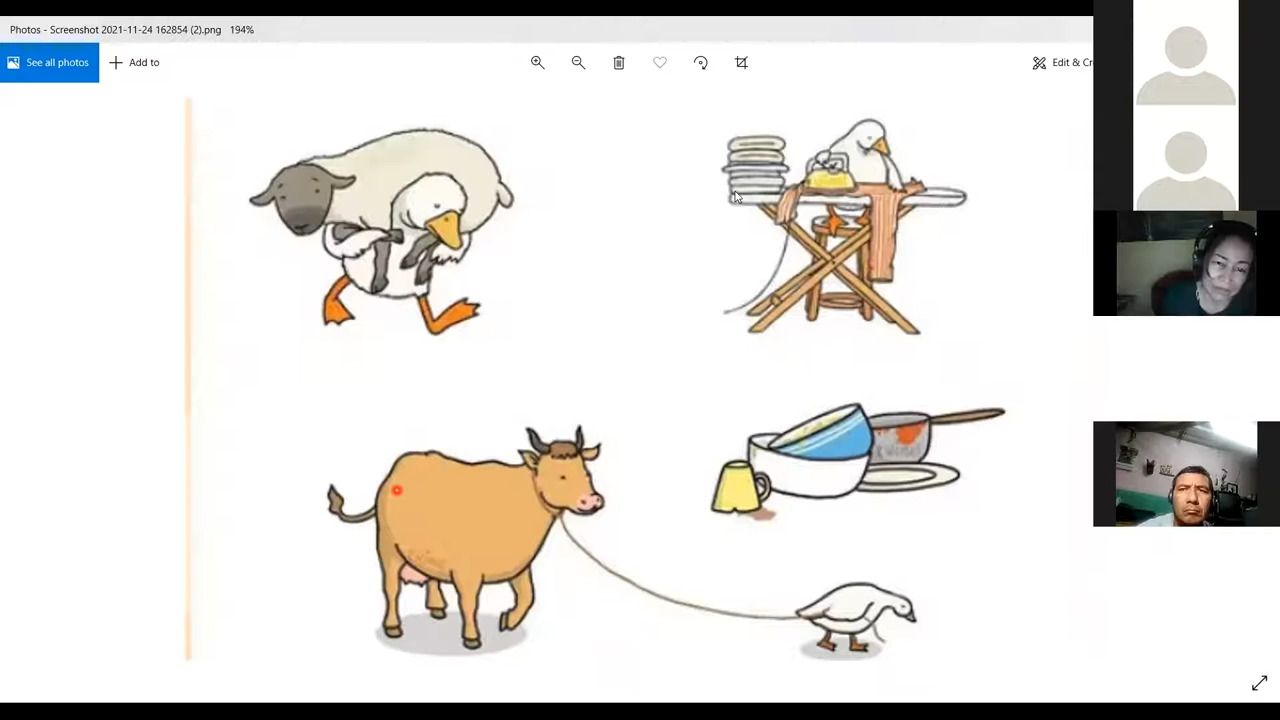 Photos - Screenshot 2021-11-24 162854 (2).png 194%
See all photos
Add to
Edit & Cr